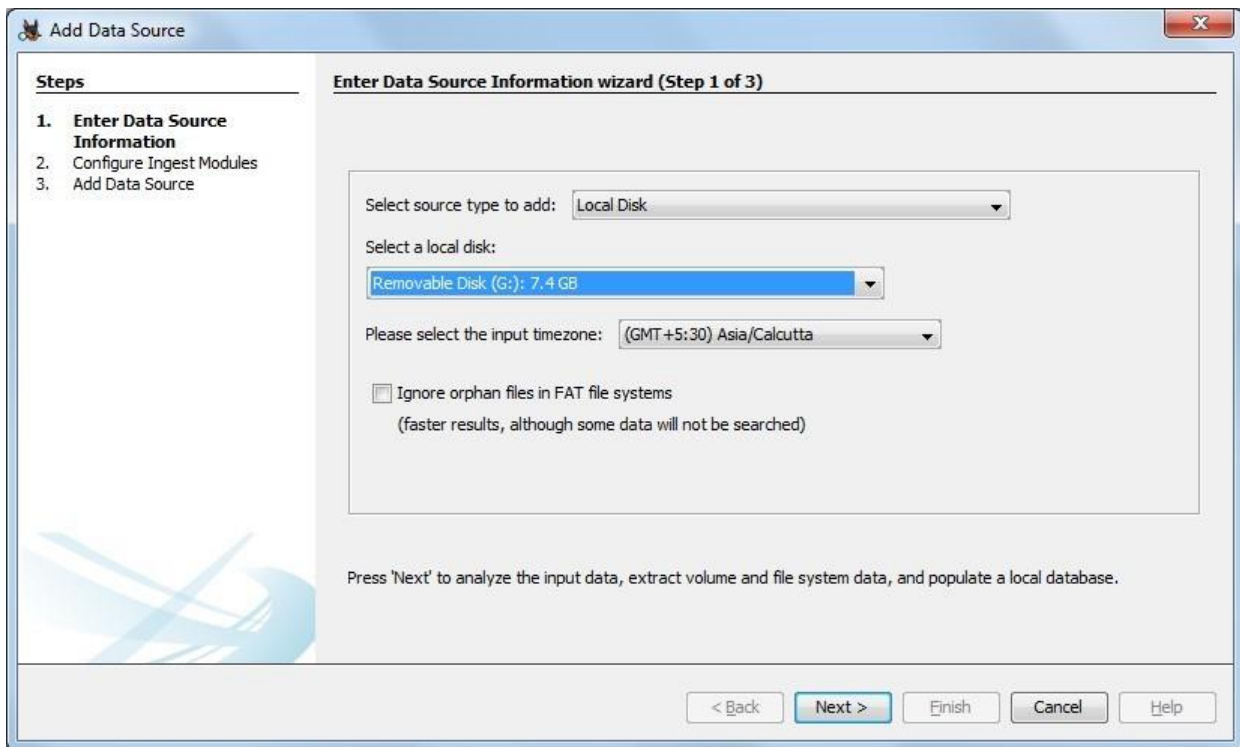 Add Data Source
Steps
1. Enter Data Source
Information
2. Configure Ingest Modules
3. Add Data Source
Enter Data Source Information wizard (Step 1 of 3)
Select source type to add: Local Disk
Select a local disk:
Removable Disk (G:): 7.4 GB
Please select the input timezone: (GMT+5:30) Asia/Calcutta
Ignore orphan files in FAT file systems
(faster results, although some data will not be searched)
Press 'Next' to analyze the input data, extract volume and file system data, and populate a local database.
< Back Next > Finish Cancel Help